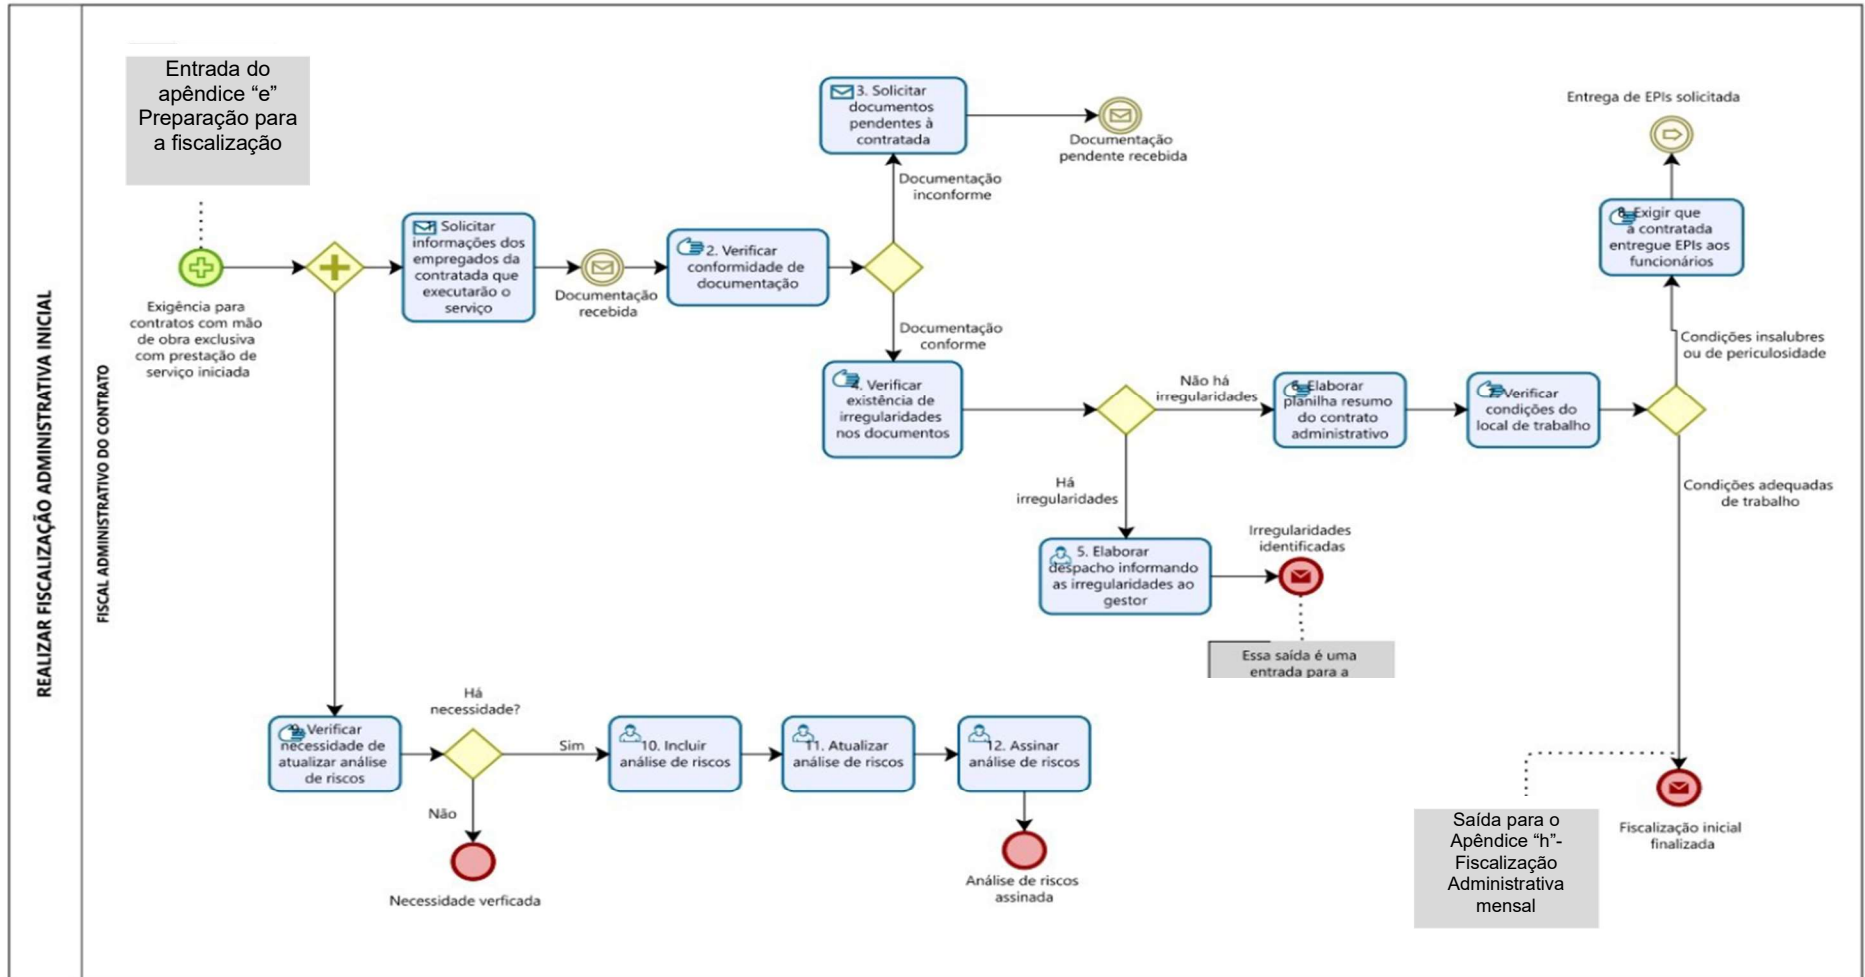 REALIZAR FISCALIZAÇÃO ADMINISTRATIVA INICIAL
FISCAL ADMINISTRATIVO DO CONTRATO
Entrada do
apêndice “e”
Preparação para
a fiscalização
Exigência para
contratos com mão
de obra exclusiva
com prestação de
serviço iniciada
Solicitar
informações dos
empregados da
contratada que
executarão o
serviço
Documentação
recebida
2. Verificar
conformidade de
documentação
3. Solicitar
documentos
pendentes à
contratada
Documentação
pendente recebida
Documentação
inconforme
Documentação
conforme
4. Verificar
existência de
irregularidades
nos documentos
Não há
irregularidades
Há
irregularidades
5. Elaborar
despacho informando
as irregularidades ao
gestor
Irregularidades
identificadas
Essa saída é uma
entrada para a
6. Elaborar
planilha resumo
do contrato
administrativo
7. Verificar
condições do
local de trabalho
Condições insalubres
ou de periculosidade
8. Exigir que
a contratada
entregue EPIs aos
funcionários
Entrega de EPIs solicitada
Condições adequadas
de trabalho
Fiscalização inicial
finalizada
Saída para o
Apêndice “h”-
Fiscalização
Administrativa
mensal
9. Verificar
necessidade de
atualizar análise
de riscos
Há
necessidade?
Sim
Não
Necessidade verficada
10. Incluir
análise de riscos
11. Atualizar
análise de riscos
12. Assinar
análise de riscos
Análise de riscos
assinada